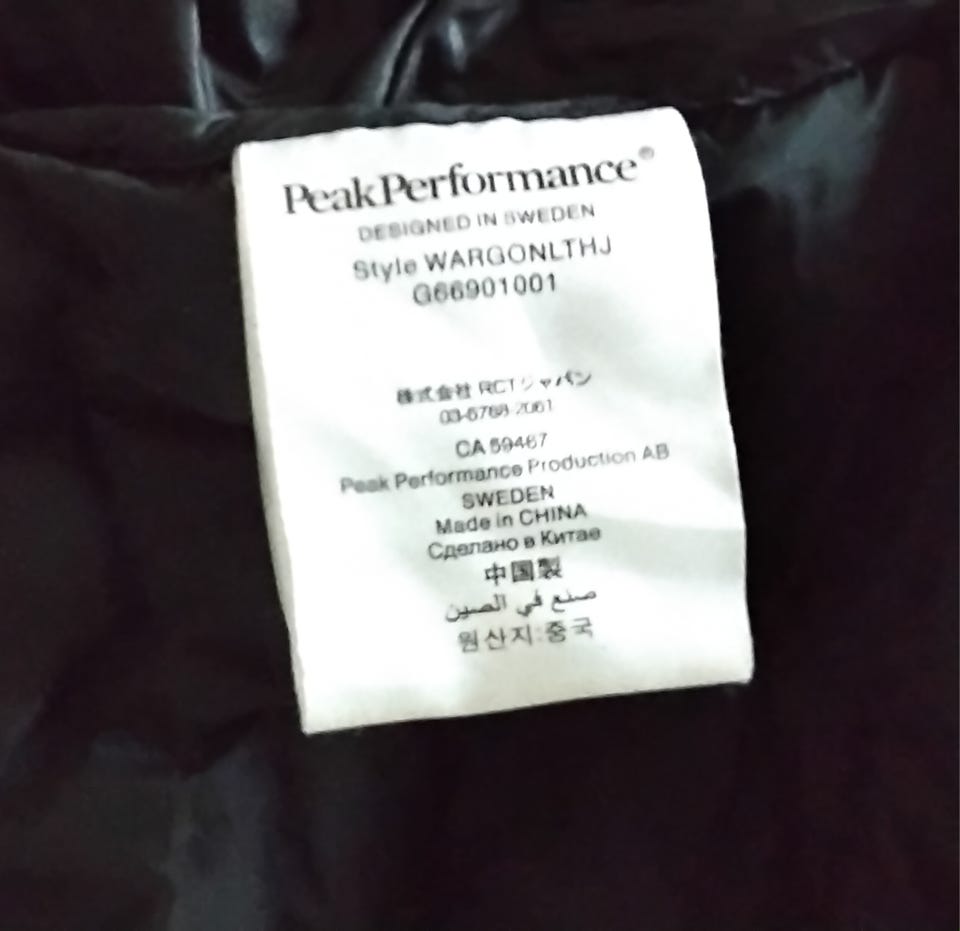 PeakPerformance®
DESIGNED IN SWEDEN
Style WARGONLTHJ
G66901001
株式会社 RCTジャパン
03-6768-2061
CA 59467
Peak Performance Production AB
SWEDEN
Made in CHINA
Сделано в Китае
中国製
صنع في الصين
원산지:중국